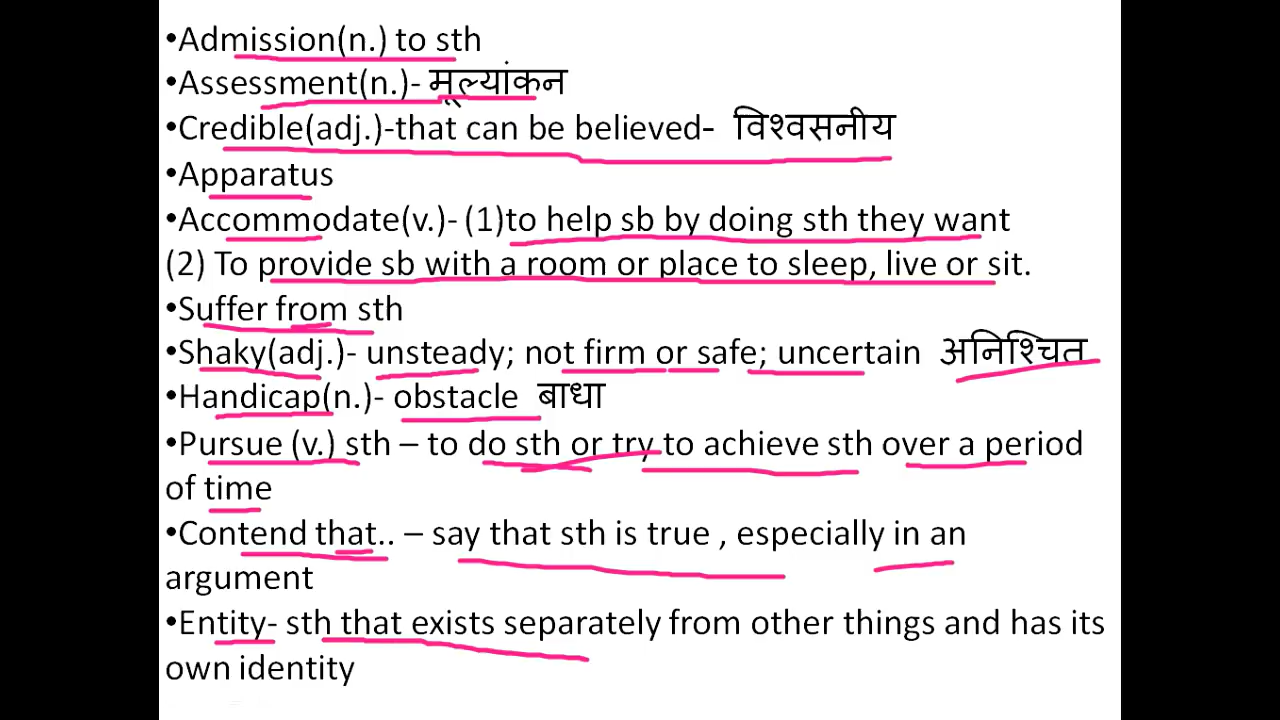 •Admission(n.) to sth
•Assessment(n.)- मूल्यांकन
•Credible(adj.)-that can be believed- विश्वसनीय
•Apparatus
•Accommodate(v.)- (1)to help sb by doing sth they want
(2) To provide sb with a room or place to sleep, live or sit.
•Suffer from sth
•Shaky(adj.)- unsteady; not firm or safe; uncertain अनिश्चित
•Handicap(n.)- obstacle बाधा
•Pursue (v.) sth – to do sth or try to achieve sth over a period
of time
•Contend that.. – say that sth is true , especially in an
argument
•Entity- sth that exists separately from other things and has its
own identity